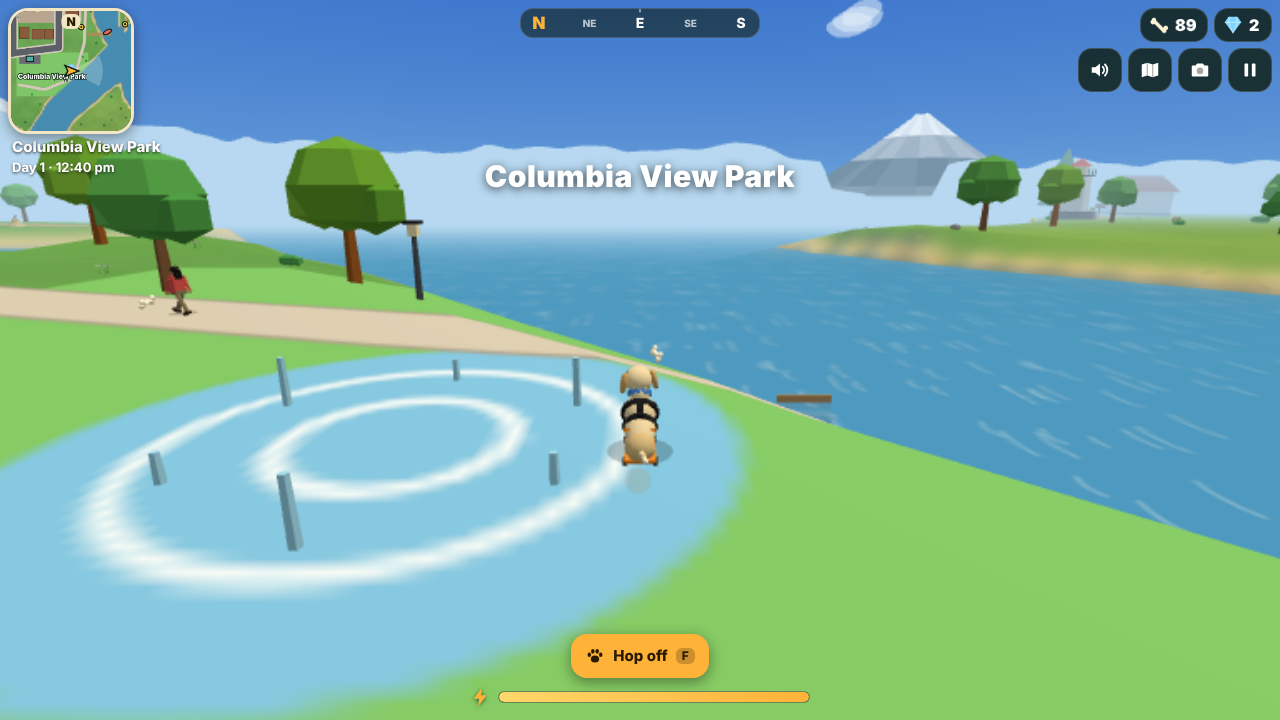 N
Columbia View Park
Columbia View Park
Day 1 · 12:40 pm
N NE E SE S
89
2
Columbia View Park
Hop off F